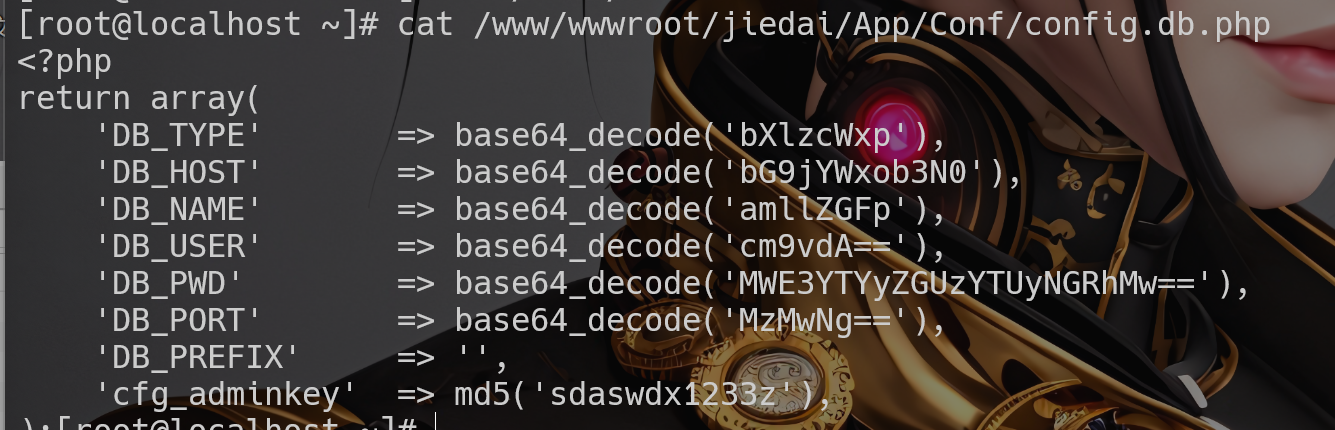 [root@localhost ~]# cat /www/wwwroot/jiedai/App/Conf/config.db.php
<?php
return array(
    'DB_TYPE'       => base64_decode('bXlzcWxp'),
    'DB_HOST'       => base64_decode('bG9jYWxob3N0'),
    'DB_NAME'       => base64_decode('amllZGFp'),
    'DB_USER'       => base64_decode('cm9vdA=='),
    'DB_PWD'        => base64_decode('MWE3YTYyZGUzYTUyNGRhMw=='),
    'DB_PORT'       => base64_decode('MzMwNg=='),
    'DB_PREFIX'     => '',
    'cfg_adminkey'  => md5('sdaswdx1233z'),
);[root@localhost ~]#